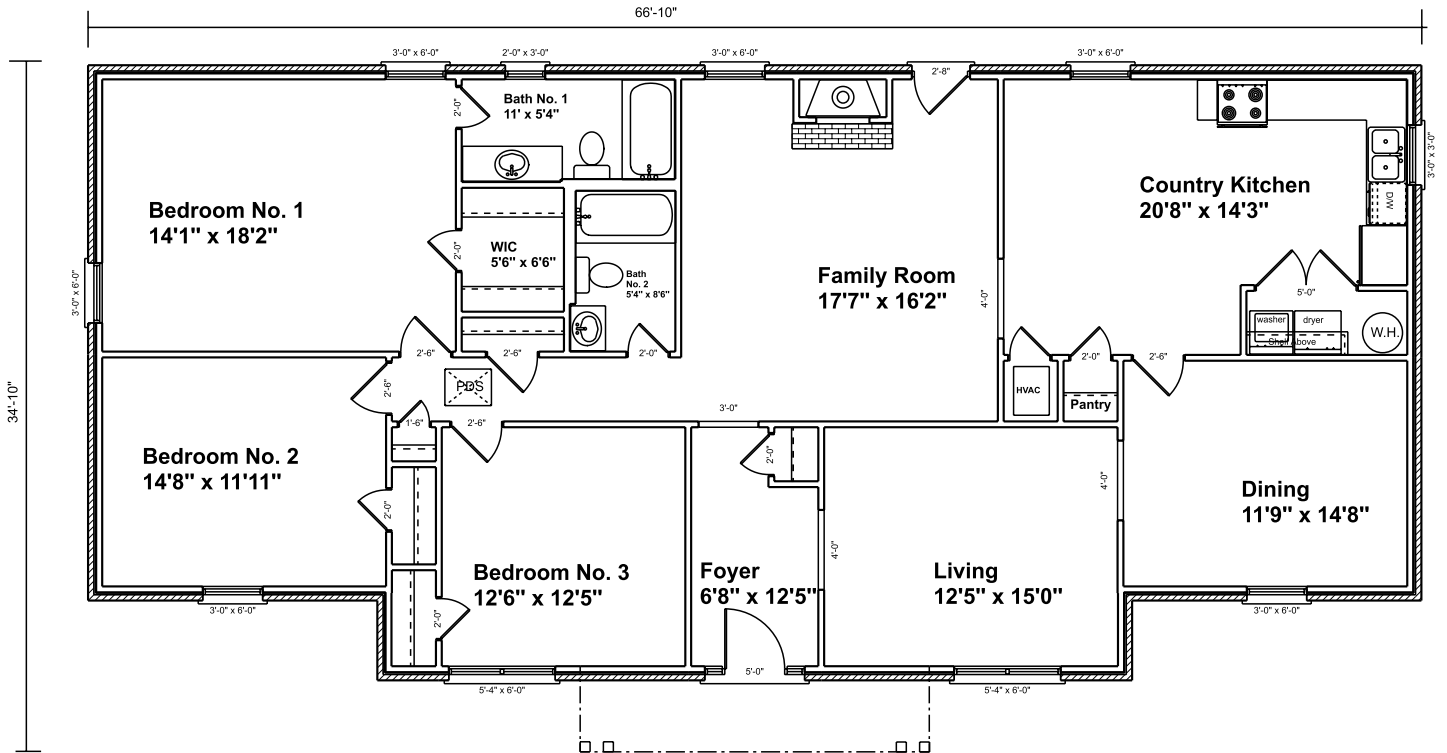 66'-10"
3'-0" x 6'-0"
2'-0" x 3'-0"
3'-0" x 6'-0"
2'-8"
3'-0" x 6'-0"
Bath No. 1
11' x 5'4"
2'-0"
3'-0" x 3'-0"
Bedroom No. 1
14'1" x 18'2"
Country Kitchen
20'8" x 14'3"
D/W
WIC
5'6" x 6'6"
2'-0"
Bath
No. 2
5'4" x 8'6"
Family Room
17'7" x 16'2"
3'-0" x 6'-0"
4'-0"
5'-0"
washer
dryer
Shelf Above
W.H.
2'-6"
2'-6"
2'-0"
2'-0"
2'-6"
34'-10"
2'-6"
PDS
HVAC
Pantry
1'-6"
2'-6"
3'-0"
Bedroom No. 2
14'8" x 11'11"
2'-0"
4'-0"
Dining
11'9" x 14'8"
2'-0"
4'-0"
Bedroom No. 3
12'6" x 12'5"
Foyer
6'8" x 12'5"
Living
12'5" x 15'0"
3'-0" x 6'-0"
2'-0"
3'-0" x 6'-0"
5'-4" x 6'-0"
5'-0"
5'-4" x 6'-0"